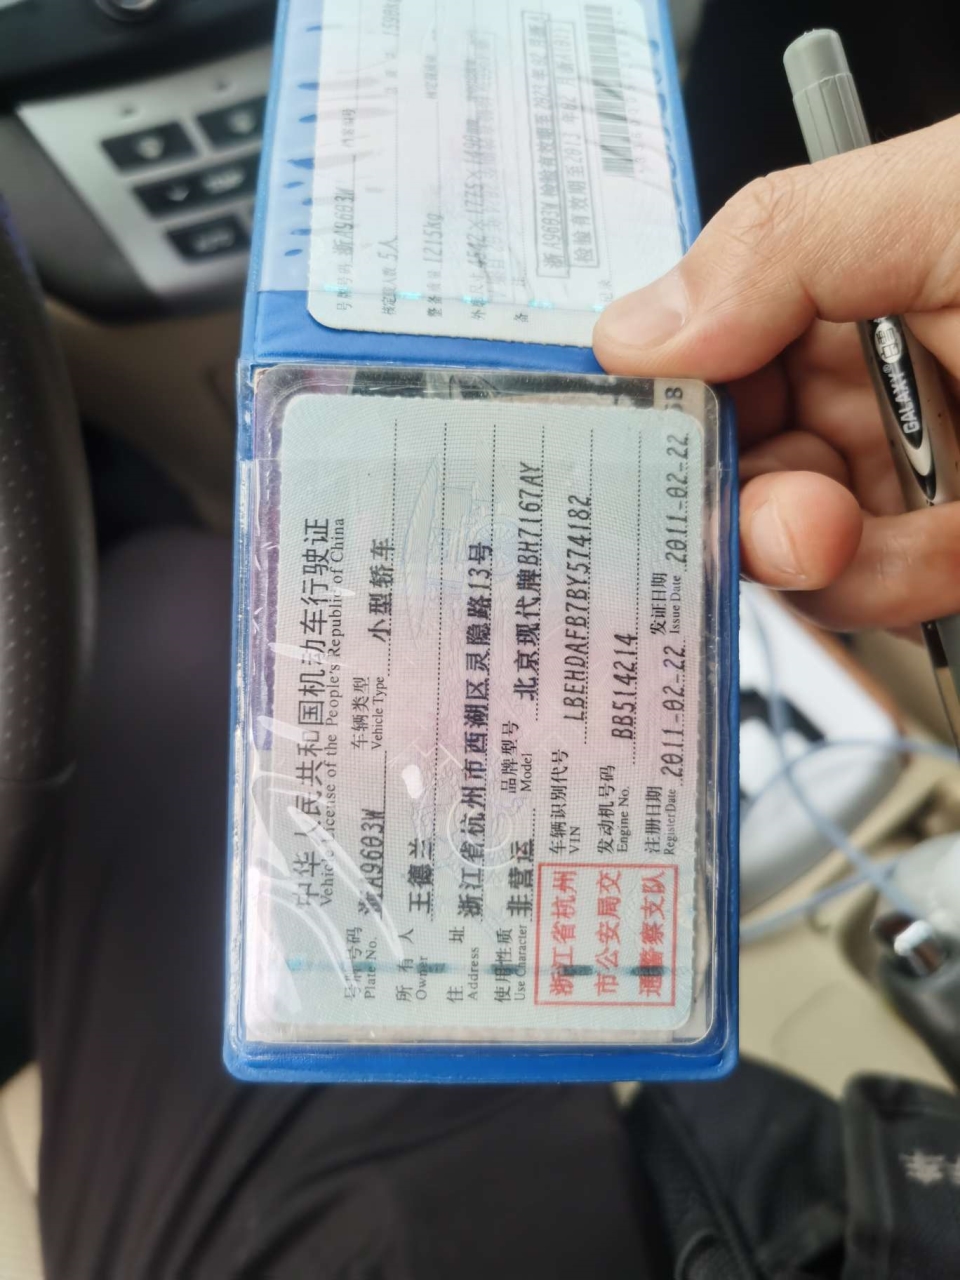 中华人民共和国机动车行驶证
Vehicle License of the People's Republic of China
号牌号码 浙A9603W 车辆类型 小型轿车
Plate No. Vehicle Type
所有人 王德兰
Owner
住址 浙江省杭州市西湖区灵隐路13号
Address
使用性质 非营运 品牌型号 北京现代牌BH7167AY
Use Character Model
浙江省杭州
市公安局交
通警察支队
车辆识别代号 LBEHDAFB7BY574182
VIN
发动机号码 BB514214
Engine No.
注册日期 2011-02-22 发证日期 2011-02-22
Register Date Issue Date
号牌号码 浙A9603W
核定载人数 5人
整备质量 1215kg
备
GALAXY